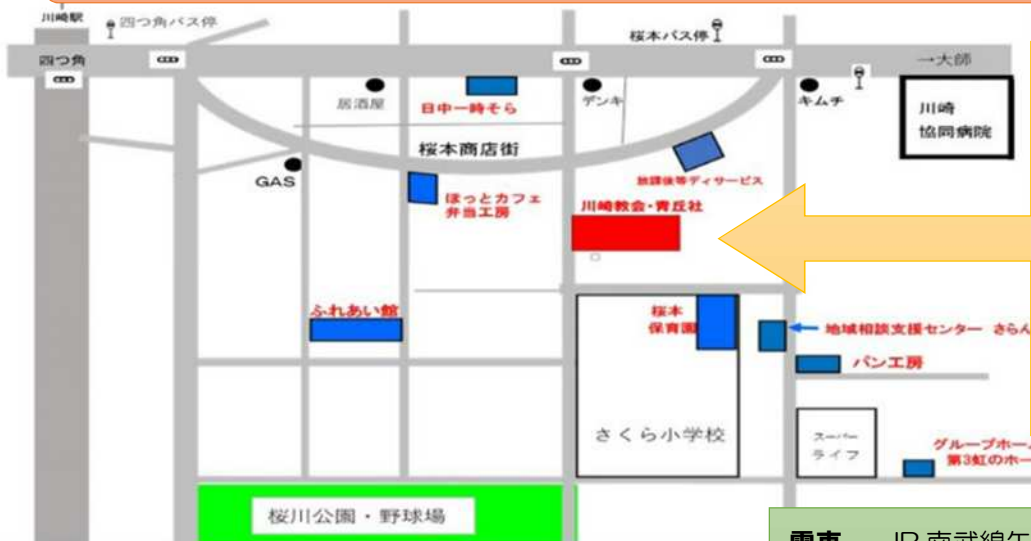 川崎駅
四つ角バス停
桜本バス停
四つ角
→大師
居酒屋
日中一時そら
デンキ
キムチ
川崎
協同病院
桜本商店街
GAS
放課後等ディサービス
ほっとカフェ
弁当工房
川崎教会・青丘社
ふれあい館
桜本
保育園
地域相談支援センター さらん
パン工房
さくら小学校
スーパー
ライフ
グループホー
第3虹のホー
桜川公園・野球場
電車 JR南武線